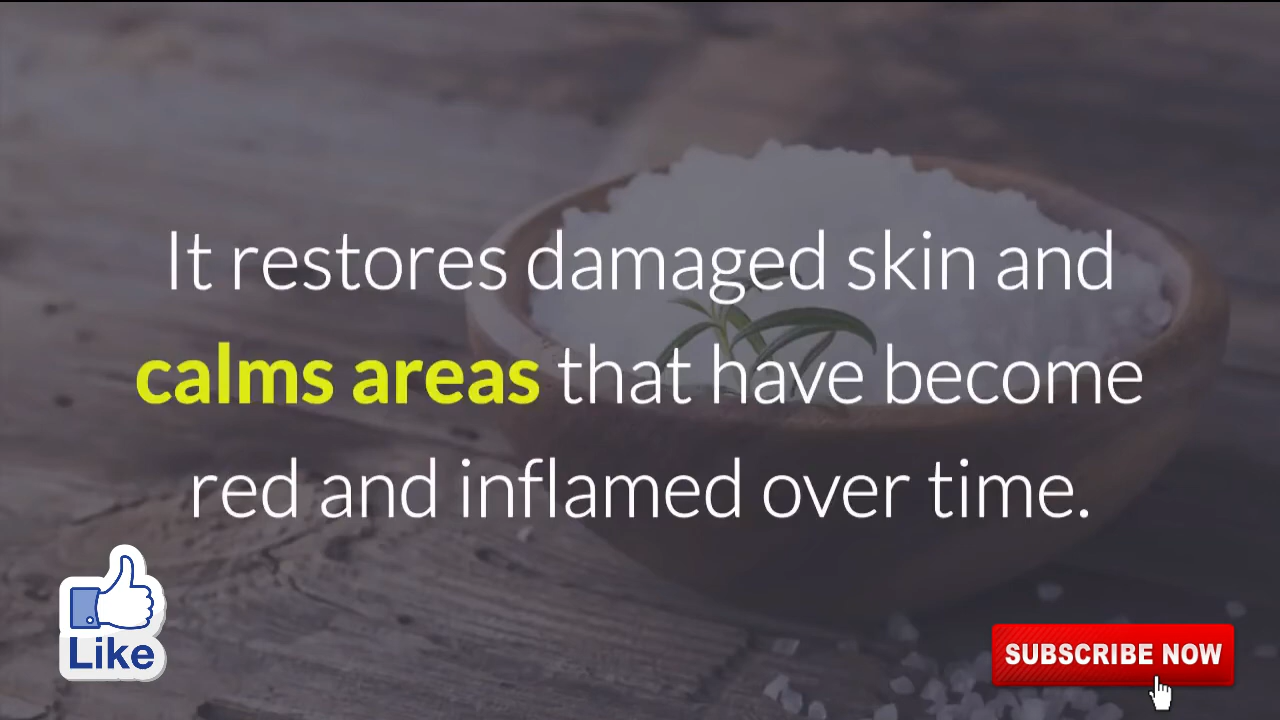 It restores damaged skin and
calms areas that have become
red and inflamed over time.
Like
SUBSCRIBE NOW